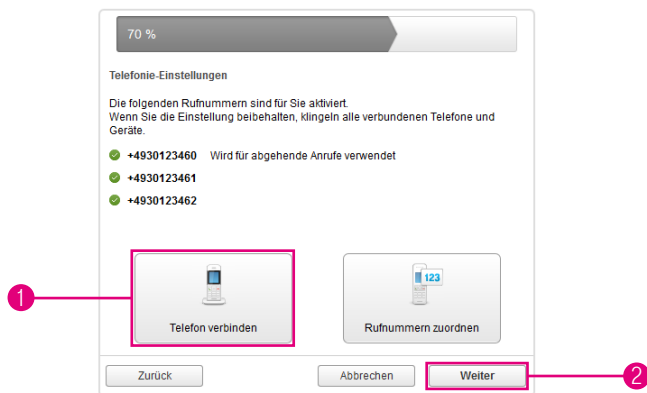 70 %
Telefonie-Einstellungen
Die folgenden Rufnummern sind für Sie aktiviert.
Wenn Sie die Einstellung beibehalten, klingeln alle verbundenen Telefone und
Geräte.
+4930123460 Wird für abgehende Anrufe verwendet
+4930123461
+4930123462
123
1
Telefon verbinden
Rufnummern zuordnen
Zurück
Abbrechen
Weiter
2